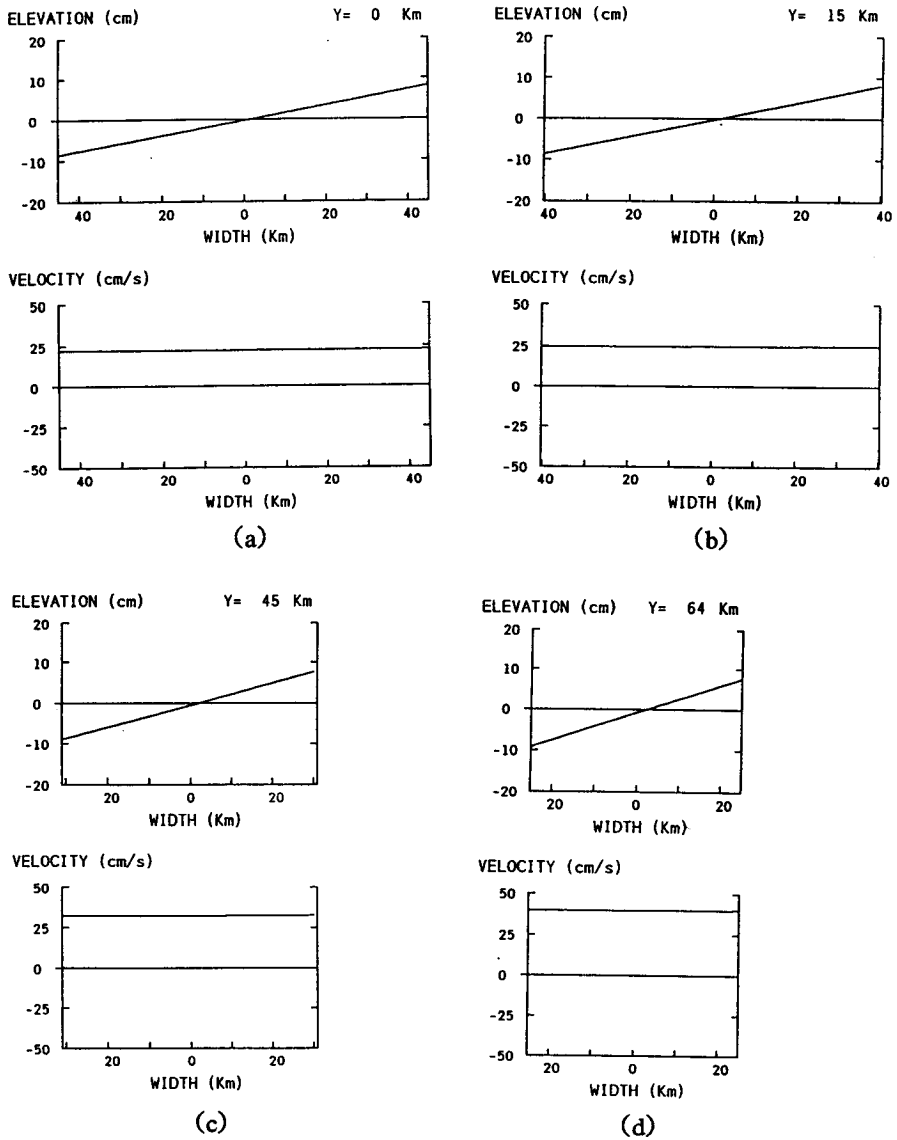 ELEVATION (cm) Y= 0 Km
20
10
0
-10
-20
40 20 0 20 40
WIDTH (Km)
VELOCITY (cm/s)
50
25
0
-25
-50
40 20 0 20 40
WIDTH (Km)
(a)
ELEVATION (cm) Y= 15 Km
20
10
0
-10
-20
40 20 0 20 40
WIDTH (Km)
VELOCITY (cm/s)
50
25
0
-25
-50
40 20 0 20 40
WIDTH (Km)
(b)
ELEVATION (cm) Y= 45 Km
20
10
0
-10
-20
20 0 20
WIDTH (Km)
VELOCITY (cm/s)
50
25
0
-25
-50
20 0 20
WIDTH (Km)
(c)
ELEVATION (cm) Y= 64 Km
20
10
0
-10
-20
20 0 20
WIDTH (Km)
VELOCITY (cm/s)
50
25
0
-25
-50
20 0 20
WIDTH (Km)
(d)